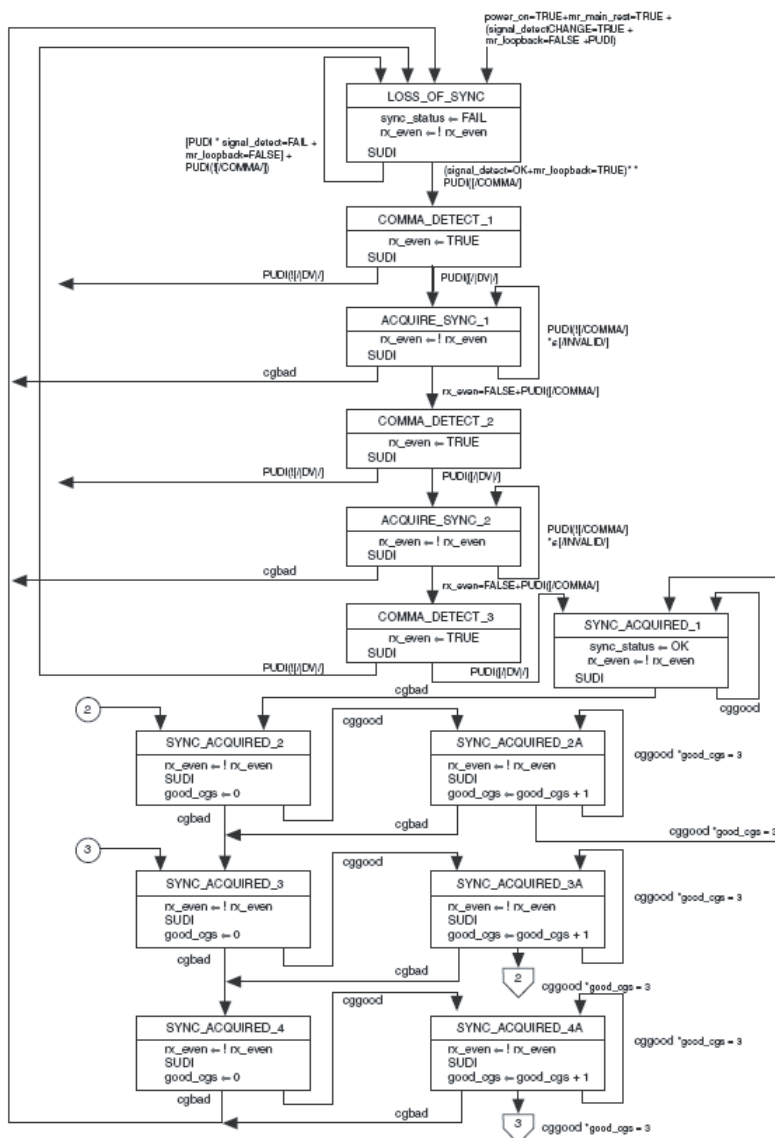 power_on=TRUE+mr_main_rest=TRUE +
(signal_detectCHANGE=TRUE +
mr_loopback=FALSE +PUDI)
LOSS_OF_SYNC
sync_status ⇐ FAIL
rx_even ⇐ ! rx_even
SUDI
[PUDI * signal_detect=FAIL +
mr_loopback=FALSE] +
PUDI(![/COMMA/])
(signal_detect=OK+mr_loopback=TRUE)* *
PUDI([/COMMA/]
COMMA_DETECT_1
rx_even ⇐ TRUE
SUDI
PUDI(![/|DV|/]
PUDI([/|DV|/]
ACQUIRE_SYNC_1
rx_even ⇐ ! rx_even
SUDI
PUDI(![/COMMA/]
*∉[/INVALID/]
cgbad
rx_even=FALSE+PUDI([/COMMA/]
COMMA_DETECT_2
rx_even ⇐ TRUE
SUDI
PUDI(![/|DV|/]
PUDI([/|DV|/]
ACQUIRE_SYNC_2
rx_even ⇐ ! rx_even
SUDI
PUDI(![/COMMA/]
*∉[/INVALID/]
cgbad
rx_even=FALSE+PUDI([/COMMA/]
COMMA_DETECT_3
rx_even ⇐ TRUE
SUDI
PUDI(![/|DV|/]
PUDI([/|DV|/]
SYNC_ACQUIRED_1
sync_status ⇐ OK
rx_even ⇐ ! rx_even
SUDI
cgbad
cggood
2
SYNC_ACQUIRED_2
rx_even ⇐ ! rx_even
SUDI
good_cgs ⇐ 0
cggood
SYNC_ACQUIRED_2A
rx_even ⇐ ! rx_even
SUDI
good_cgs ⇐ good_cgs + 1
cggood *good_cgs = 3
cgbad
cgbad
cggood *good_cgs = 3
3
SYNC_ACQUIRED_3
rx_even ⇐ ! rx_even
SUDI
good_cgs ⇐ 0
cggood
SYNC_ACQUIRED_3A
rx_even ⇐ ! rx_even
SUDI
good_cgs ⇐ good_cgs + 1
cggood *good_cgs = 3
cgbad
cgbad
2
cggood *good_cgs = 3
cggood
SYNC_ACQUIRED_4
rx_even ⇐ ! rx_even
SUDI
good_cgs ⇐ 0
SYNC_ACQUIRED_4A
rx_even ⇐ ! rx_even
SUDI
good_cgs ⇐ good_cgs + 1
cggood *good_cgs = 3
cgbad
cgbad
3
cggood *good_cgs = 3